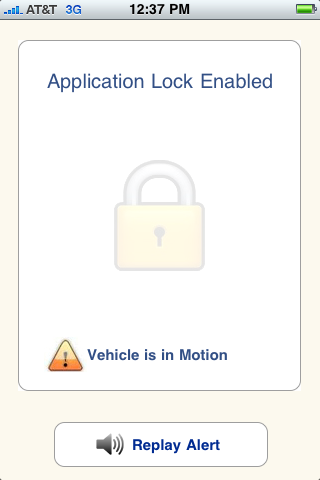 AT&T 3G 12:37 PM
Application Lock Enabled
Vehicle is in Motion
Replay Alert